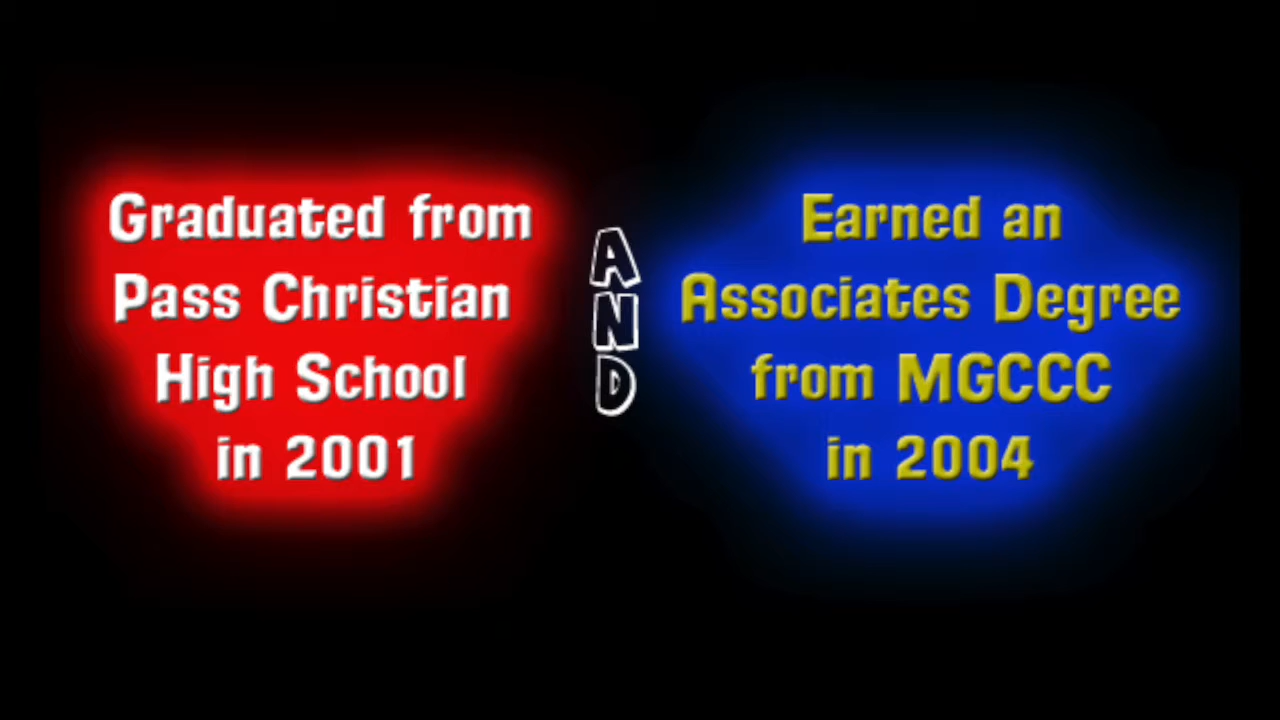 Graduated from
Pass Christian
High School
in 2001
AND
Earned an
Associates Degree
from MGCCC
in 2004